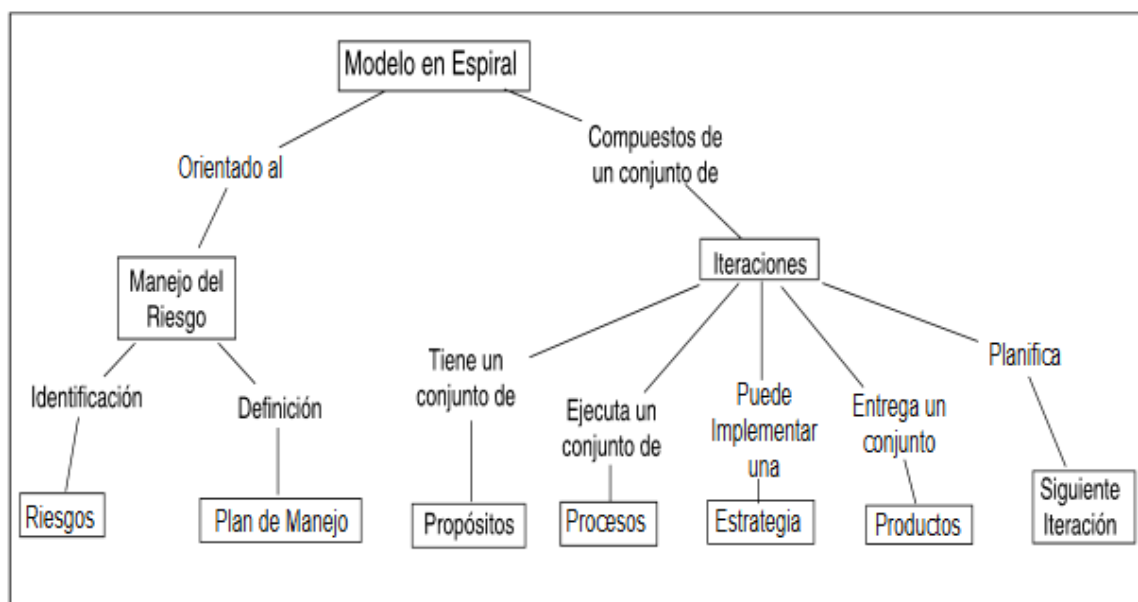 Modelo en Espiral
Orientado al
Compuestos de
un conjunto de
Manejo del
Riesgo
Iteraciones
Identificación
Definición
Tiene un
conjunto de
Ejecuta un
conjunto de
Puede
Implementar
una
Entrega un
conjunto
Planifica
Riesgos
Plan de Manejo
Propósitos
Procesos
Estrategia
Productos
Siguiente
Iteración